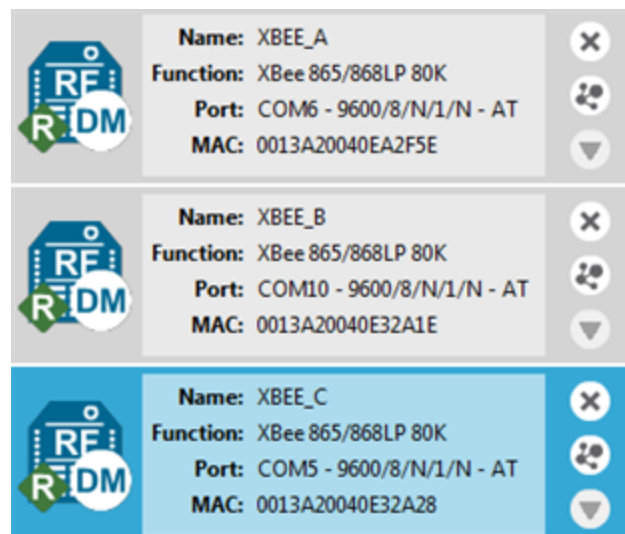 Name: XBEE_A
Function: XBee 865/868LP 80K
Port: COM6 - 9600/8/N/1/N - AT
MAC: 0013A20040EA2F5E
RF
R
DM
Name: XBEE_B
Function: XBee 865/868LP 80K
Port: COM10 - 9600/8/N/1/N - AT
MAC: 0013A20040E32A1E
RF
R
DM
Name: XBEE_C
Function: XBee 865/868LP 80K
Port: COM5 - 9600/8/N/1/N - AT
MAC: 0013A20040E32A28
RF
R
DM